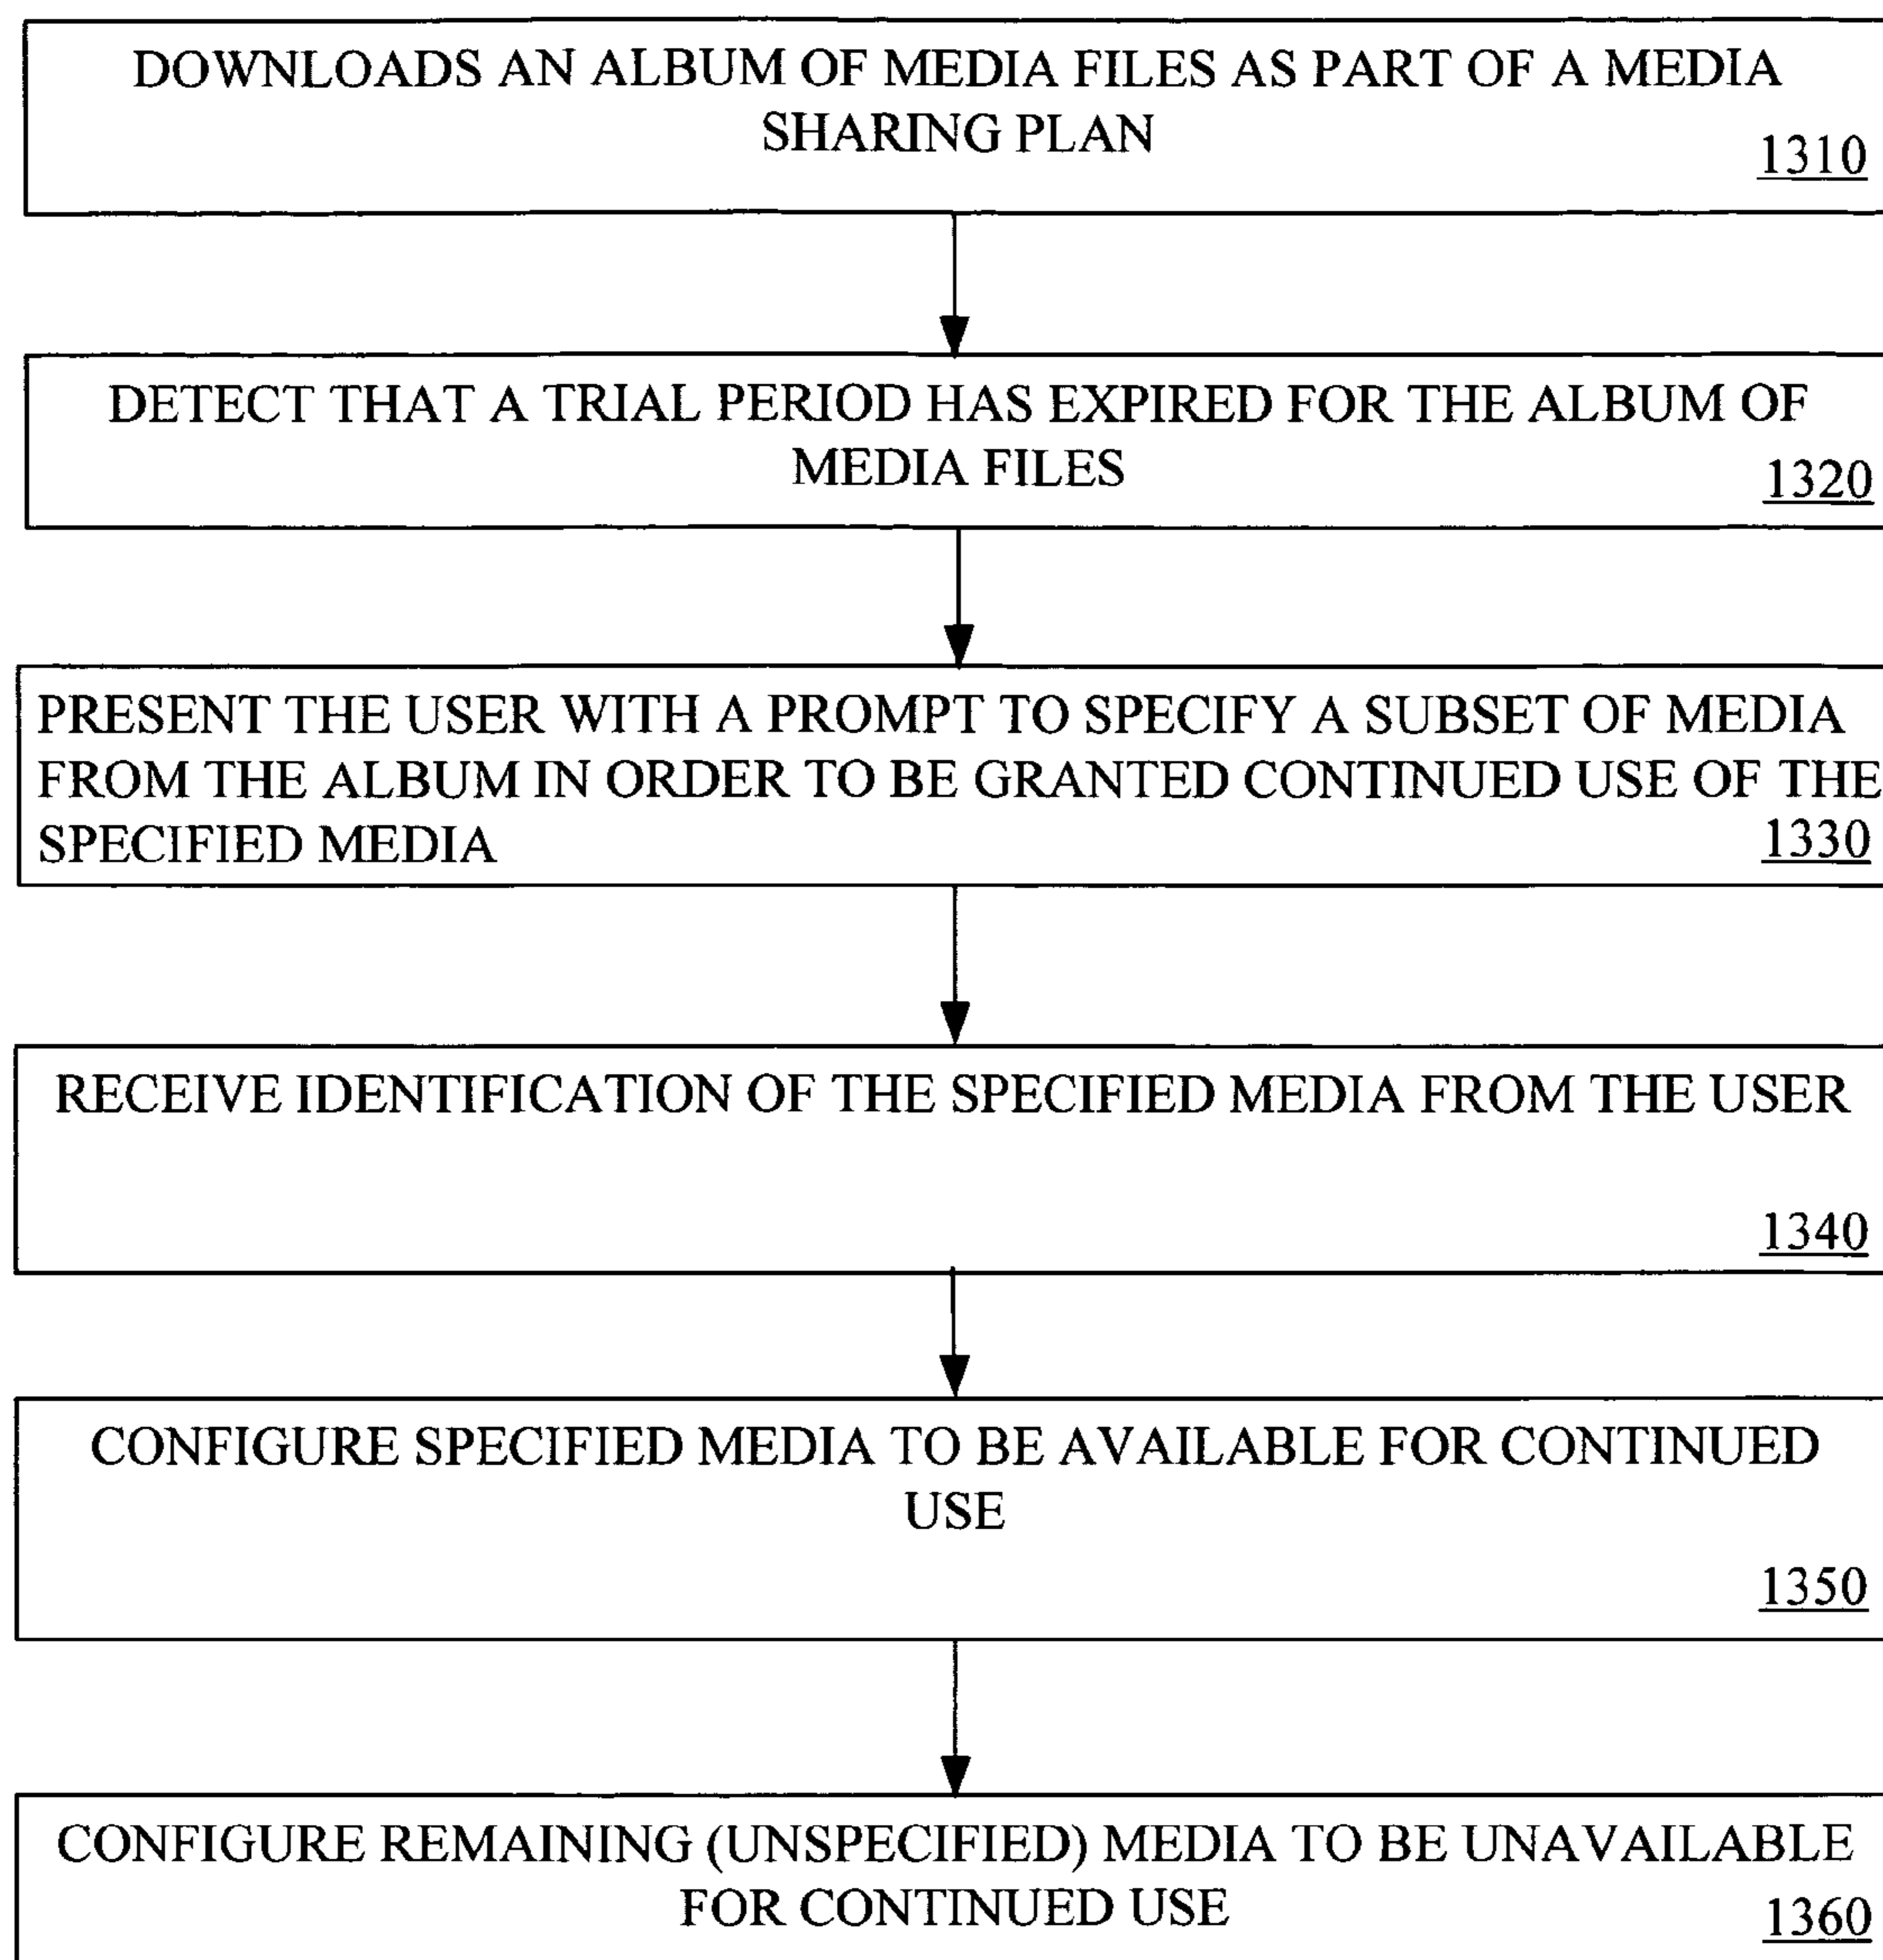 DOWNLOADS AN ALBUM OF MEDIA FILES AS PART OF A MEDIA
SHARING PLAN
1310
DETECT THAT A TRIAL PERIOD HAS EXPIRED FOR THE ALBUM OF
MEDIA FILES
1320
PRESENT THE USER WITH A PROMPT TO SPECIFY A SUBSET OF MEDIA
FROM THE ALBUM IN ORDER TO BE GRANTED CONTINUED USE OF THE
SPECIFIED MEDIA
1330
RECEIVE IDENTIFICATION OF THE SPECIFIED MEDIA FROM THE USER
1340
CONFIGURE SPECIFIED MEDIA TO BE AVAILABLE FOR CONTINUED
USE
1350
CONFIGURE REMAINING (UNSPECIFIED) MEDIA TO BE UNAVAILABLE
FOR CONTINUED USE
1360